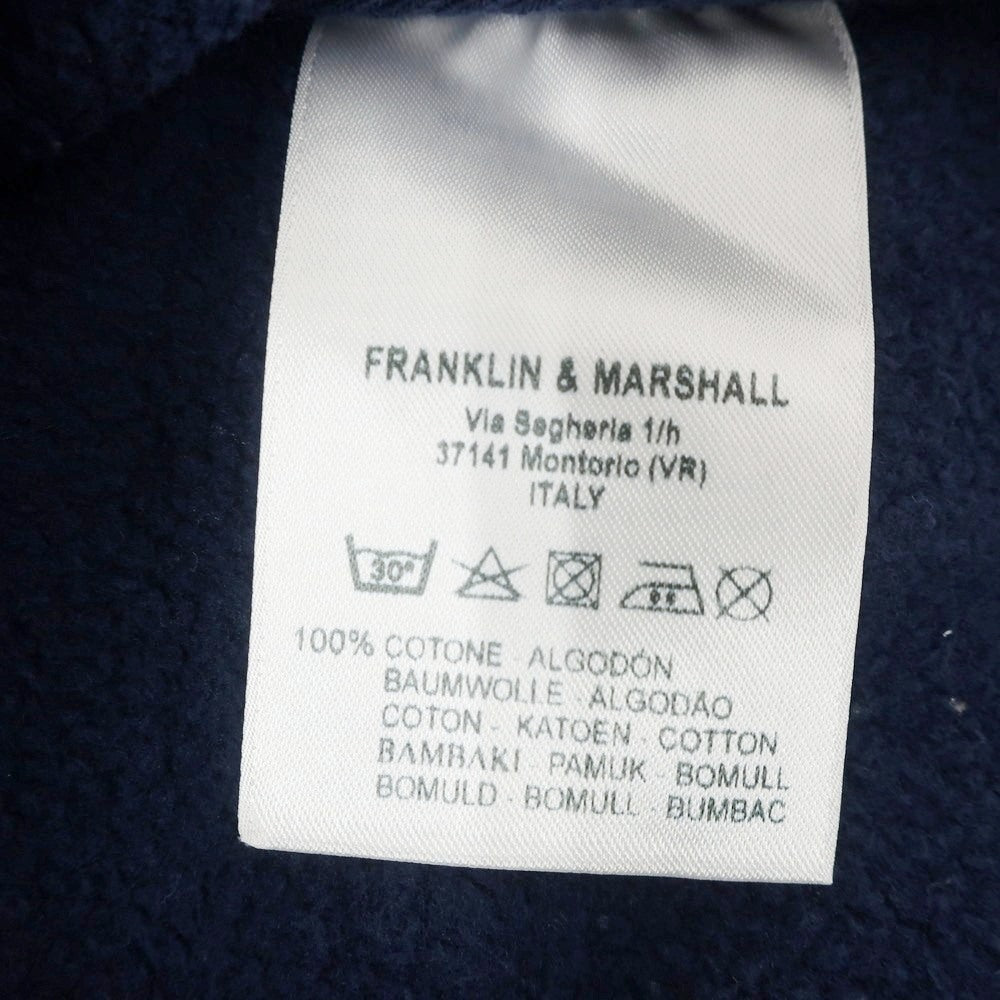 FRANKLIN & MARSHALL
Via Segheria 1/h
37141 Montorio (VR)
ITALY
30°
100% COTONE - ALGODÓN
BAUMWOLLE - ALGODÃO
COTON - KATOEN - COTTON
ΒΑΜΒΑΚΙ - PAMUK - BOMULL
BOMULD - BOMULL - BUMBAC